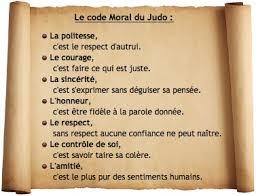 Le code Moral du Judo :
La politesse,
c'est le respect d'autrui.
Le courage,
c'est faire ce qui est juste.
La sincérité,
c'est s'exprimer sans déguiser sa pensée.
L'honneur,
c'est être fidèle à la parole donnée.
Le respect,
sans respect aucune confiance ne peut naître.
Le contrôle de soi,
c'est savoir taire sa colère.
L'amitié,
c'est le plus pur des sentiments humains.